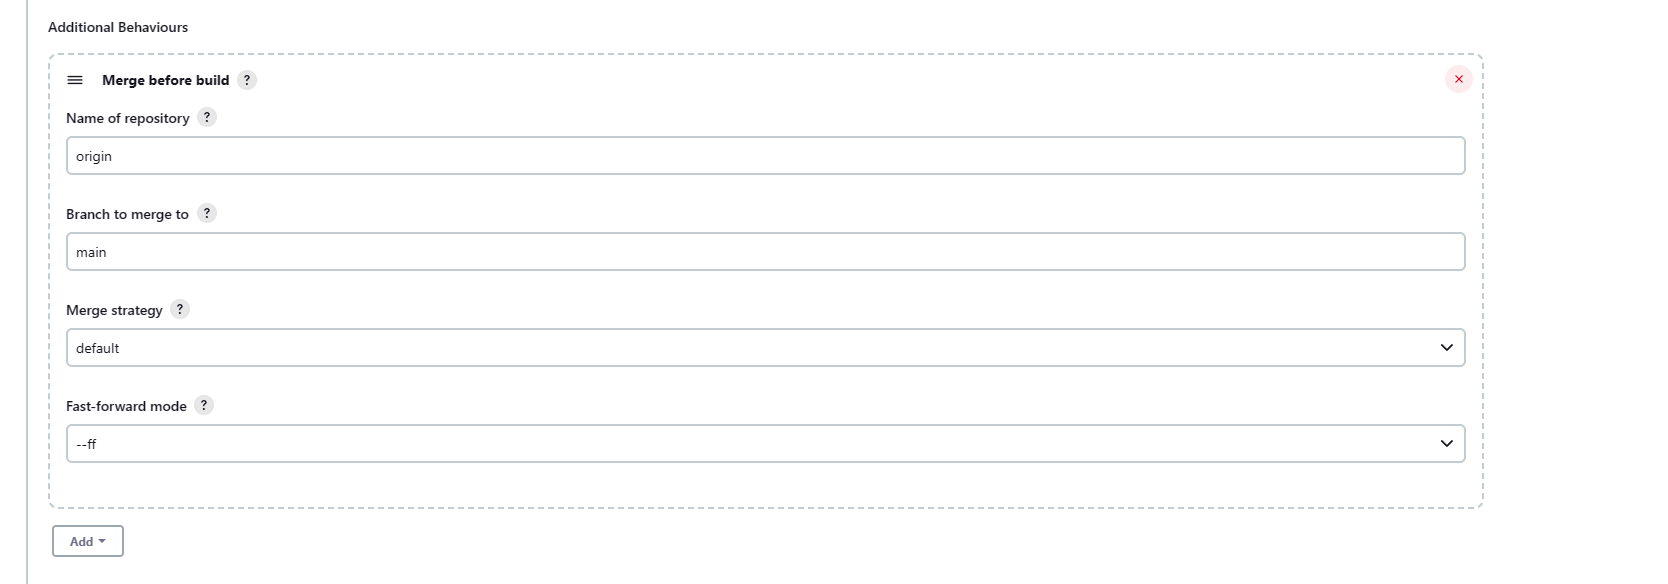 Additional Behaviours
Merge before build ?
Name of repository ?
origin
Branch to merge to ?
main
Merge strategy ?
default
Fast-forward mode ?
--ff
Add